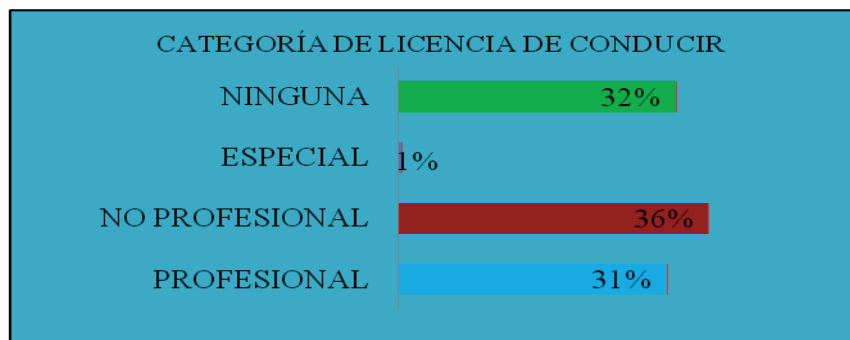 CATEGORÍA DE LICENCIA DE CONDUCIR
NINGUNA 32%
ESPECIAL 1%
NO PROFESIONAL 36%
PROFESIONAL 31%